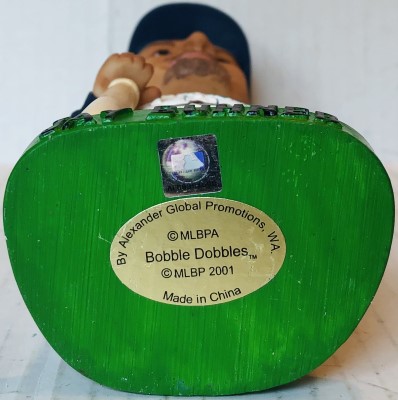 By Alexander Global Promotions, WA.
©MLBPA
Bobble Dobbles™
©MLBP 2001
Made in China